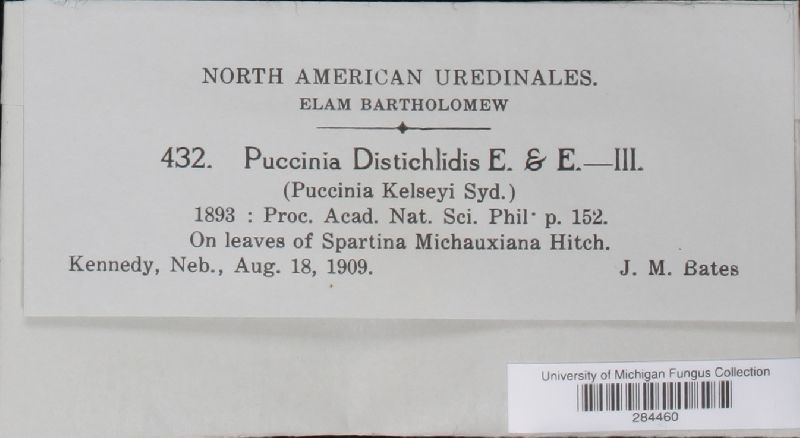 NORTH AMERICAN UREDINALES.
ELAM BARTHOLOMEW
432. Puccinia Distichlidis E. & E.—III.
(Puccinia Kelseyi Syd.)
1893 : Proc. Acad. Nat. Sci. Phil· p. 152.
On leaves of Spartina Michauxiana Hitch.
Kennedy, Neb., Aug. 18, 1909. J. M. Bates
University of Michigan Fungus Collection
284460